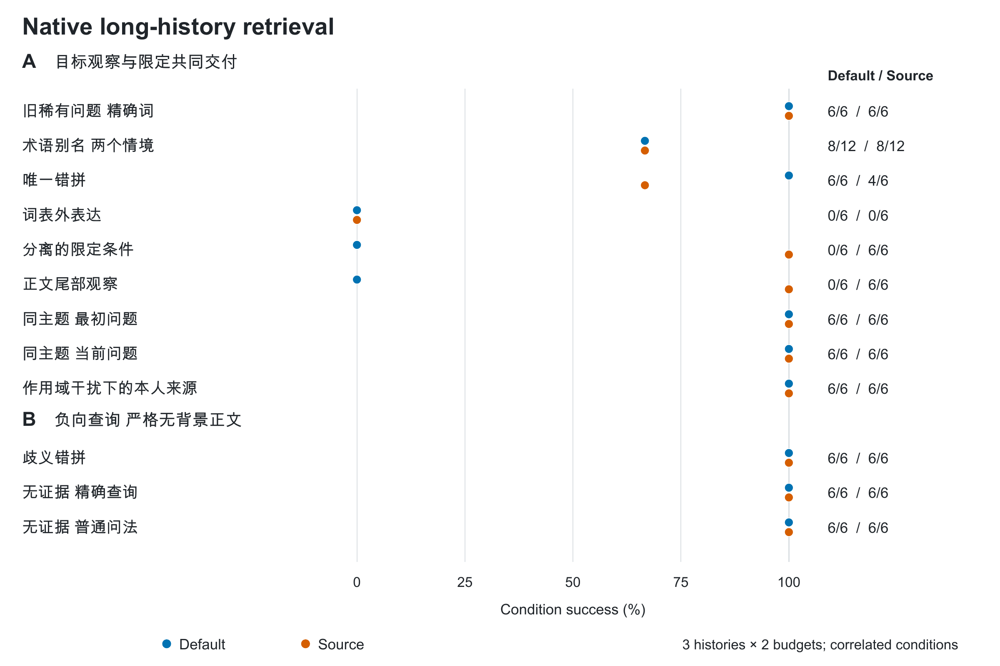 Native long-history retrieval
A 目标观察与限定共同交付
Default / Source
旧稀有问题 精确词 6/6 / 6/6
术语别名 两个情境 8/12 / 8/12
唯一错拼 6/6 / 4/6
词表外表达 0/6 / 0/6
分离的限定条件 0/6 / 6/6
正文尾部观察 0/6 / 6/6
同主题 最初问题 6/6 / 6/6
同主题 当前问题 6/6 / 6/6
作用域干扰下的本人来源 6/6 / 6/6
B 负向查询 严格无背景正文
歧义错拼 6/6 / 6/6
无证据 精确查询 6/6 / 6/6
无证据 普通问法 6/6 / 6/6
0 25 50 75 100
Condition success (%)
Default Source 3 histories × 2 budgets; correlated conditions